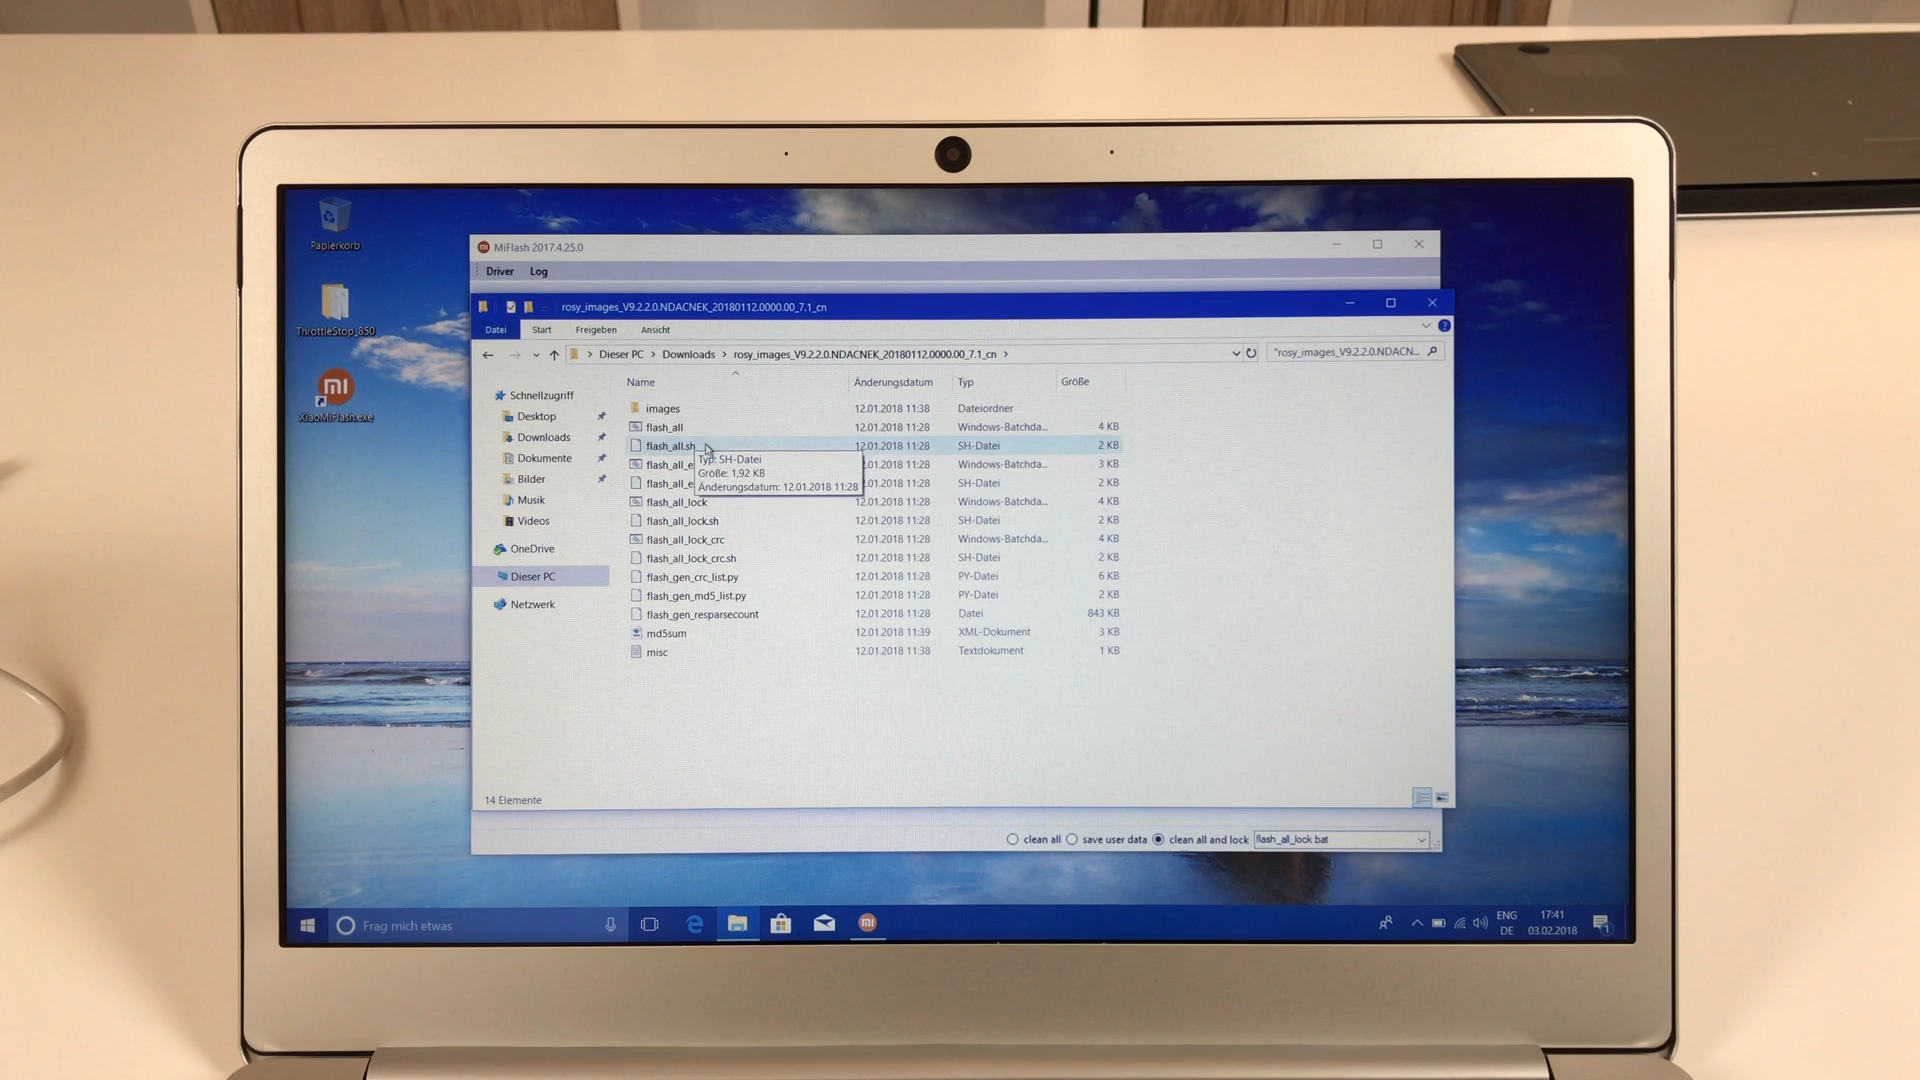 Papierkorb
ThrottleStop_850
XiaoMiFlash.exe
MiFlash 2017.4.25.0
Driver Log
rosy_images_V9.2.2.0.NDACNEK_20180112.0000.00_7.1_cn
Datei Start Freigeben Ansicht
Dieser PC > Downloads > rosy_images_V9.2.2.0.NDACNEK_20180112.0000.00_7.1_cn >
"rosy_images_V9.2.2.0.NDACN...
Name Änderungsdatum Typ Größe
Schnellzugriff
Desktop
Downloads
Dokumente
Bilder
Musik
Videos
OneDrive
Dieser PC
Netzwerk
images 12.01.2018 11:38 Dateiordner
flash_all 12.01.2018 11:28 Windows-Batchda... 4 KB
flash_all.sh 12.01.2018 11:28 SH-Datei 2 KB
flash_all_e 2.01.2018 11:28 Windows-Batchda... 3 KB
flash_all_e 2.01.2018 11:28 SH-Datei 2 KB
flash_all_lock 12.01.2018 11:28 Windows-Batchda... 4 KB
flash_all_lock.sh 12.01.2018 11:28 SH-Datei 2 KB
flash_all_lock_crc 12.01.2018 11:28 Windows-Batchda... 4 KB
flash_all_lock_crc.sh 12.01.2018 11:28 SH-Datei 2 KB
flash_gen_crc_list.py 12.01.2018 11:28 PY-Datei 6 KB
flash_gen_md5_list.py 12.01.2018 11:28 PY-Datei 2 KB
flash_gen_resparsecount 12.01.2018 11:28 Datei 843 KB
md5sum 12.01.2018 11:39 XML-Dokument 3 KB
misc 12.01.2018 11:38 Textdokument 1 KB
Typ: SH-Datei
Größe: 1,92 KB
Änderungsdatum: 12.01.2018 11:28
14 Elemente
clean all save user data clean all and lock flash_all_lock.bat
Frag mich etwas
ENG
DE
17:41
03.02.2018
1